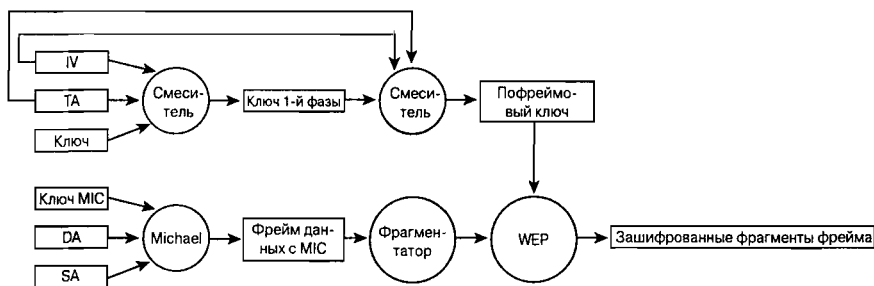 IV
TA
Ключ
Смеси-
тель
Ключ 1-й фазы
Смеси-
тель
Пофреймо-
вый ключ
Ключ MIC
DA
SA
Michael
Фрейм дан-
ных с MIC
Фрагмен-
татор
WEP
Зашифрованные фрагменты фрейма